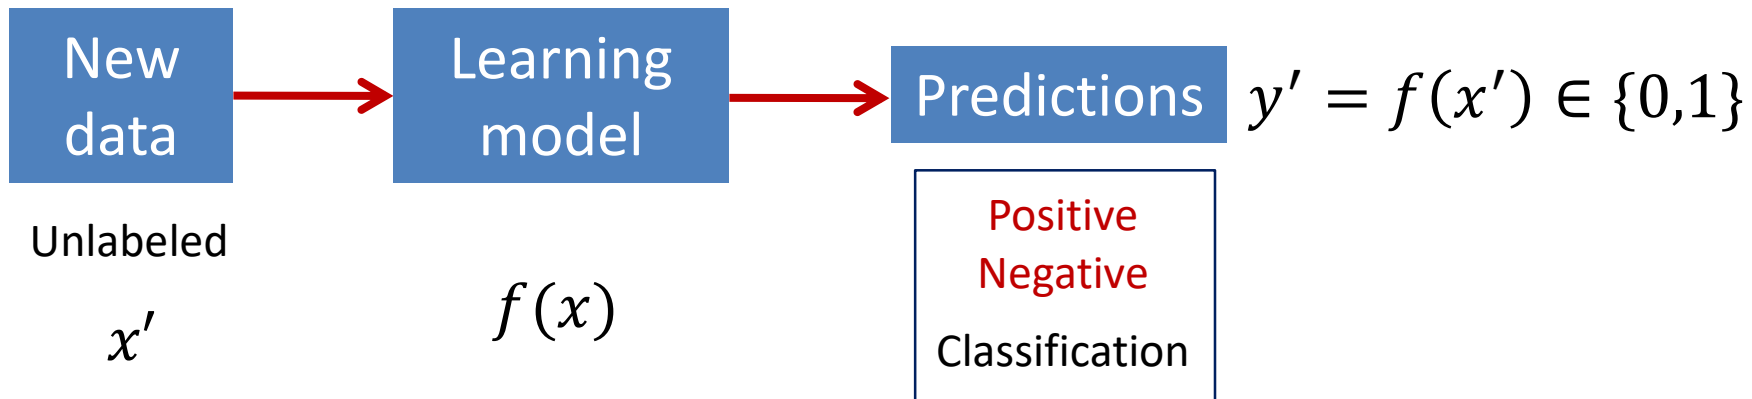 New
data
Learning
model
Predictions
y′ = f(x′) ∈ {0,1}
Unlabeled
x′
f(x)
Positive
Negative
Classification